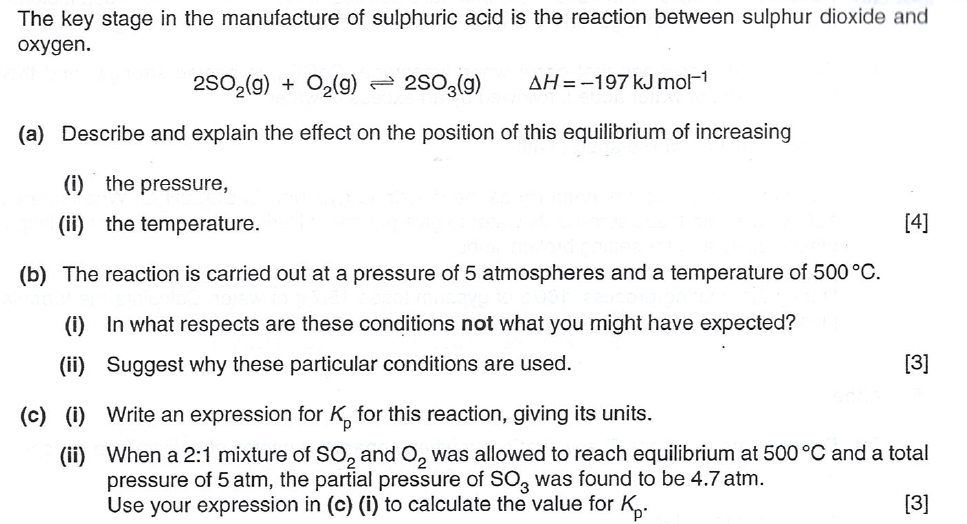 The key stage in the manufacture of sulphuric acid is the reaction between sulphur dioxide and
oxygen.
2SO₂(g) + O₂(g) ⇌ 2SO₃(g) ΔH = –197 kJ mol⁻¹
(a) Describe and explain the effect on the position of this equilibrium of increasing
(i) the pressure,
(ii) the temperature. [4]
(b) The reaction is carried out at a pressure of 5 atmospheres and a temperature of 500 °C.
(i) In what respects are these conditions not what you might have expected?
(ii) Suggest why these particular conditions are used. [3]
(c) (i) Write an expression for Kₚ for this reaction, giving its units.
(ii) When a 2:1 mixture of SO₂ and O₂ was allowed to reach equilibrium at 500 °C and a total
pressure of 5 atm, the partial pressure of SO₃ was found to be 4.7 atm.
Use your expression in (c) (i) to calculate the value for Kₚ. [3]